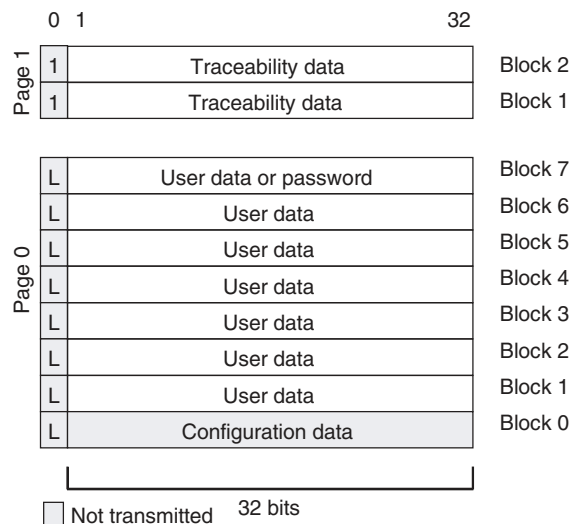 0 1 32
Page 1
1 Traceability data Block 2
1 Traceability data Block 1
Page 0
L User data or password Block 7
L User data Block 6
L User data Block 5
L User data Block 4
L User data Block 3
L User data Block 2
L User data Block 1
L Configuration data Block 0
32 bits
Not transmitted